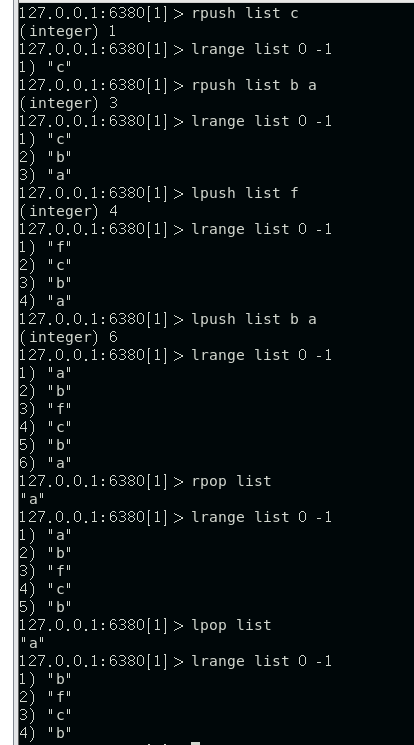 127.0.0.1:6380[1]> rpush list c
(integer) 1
127.0.0.1:6380[1]> lrange list 0 -1
1) "c"
127.0.0.1:6380[1]> rpush list b a
(integer) 3
127.0.0.1:6380[1]> lrange list 0 -1
1) "c"
2) "b"
3) "a"
127.0.0.1:6380[1]> lpush list f
(integer) 4
127.0.0.1:6380[1]> lrange list 0 -1
1) "f"
2) "c"
3) "b"
4) "a"
127.0.0.1:6380[1]> lpush list b a
(integer) 6
127.0.0.1:6380[1]> lrange list 0 -1
1) "a"
2) "b"
3) "f"
4) "c"
5) "b"
6) "a"
127.0.0.1:6380[1]> rpop list
"a"
127.0.0.1:6380[1]> lrange list 0 -1
1) "a"
2) "b"
3) "f"
4) "c"
5) "b"
127.0.0.1:6380[1]> lpop list
"a"
127.0.0.1:6380[1]> lrange list 0 -1
1) "b"
2) "f"
3) "c"
4) "b"